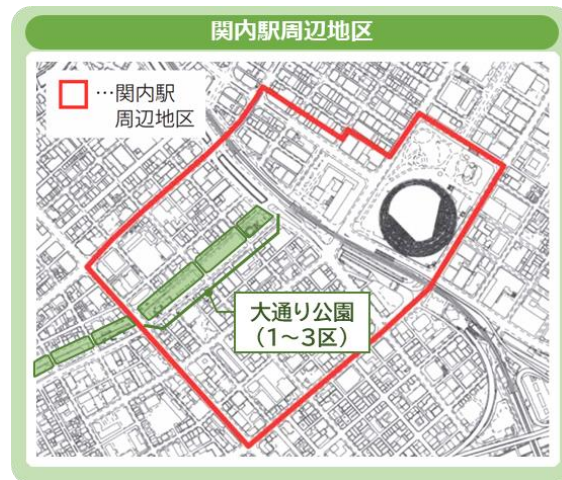 関内駅周辺地区
…関内駅
周辺地区
大通り公園
（1～3区）